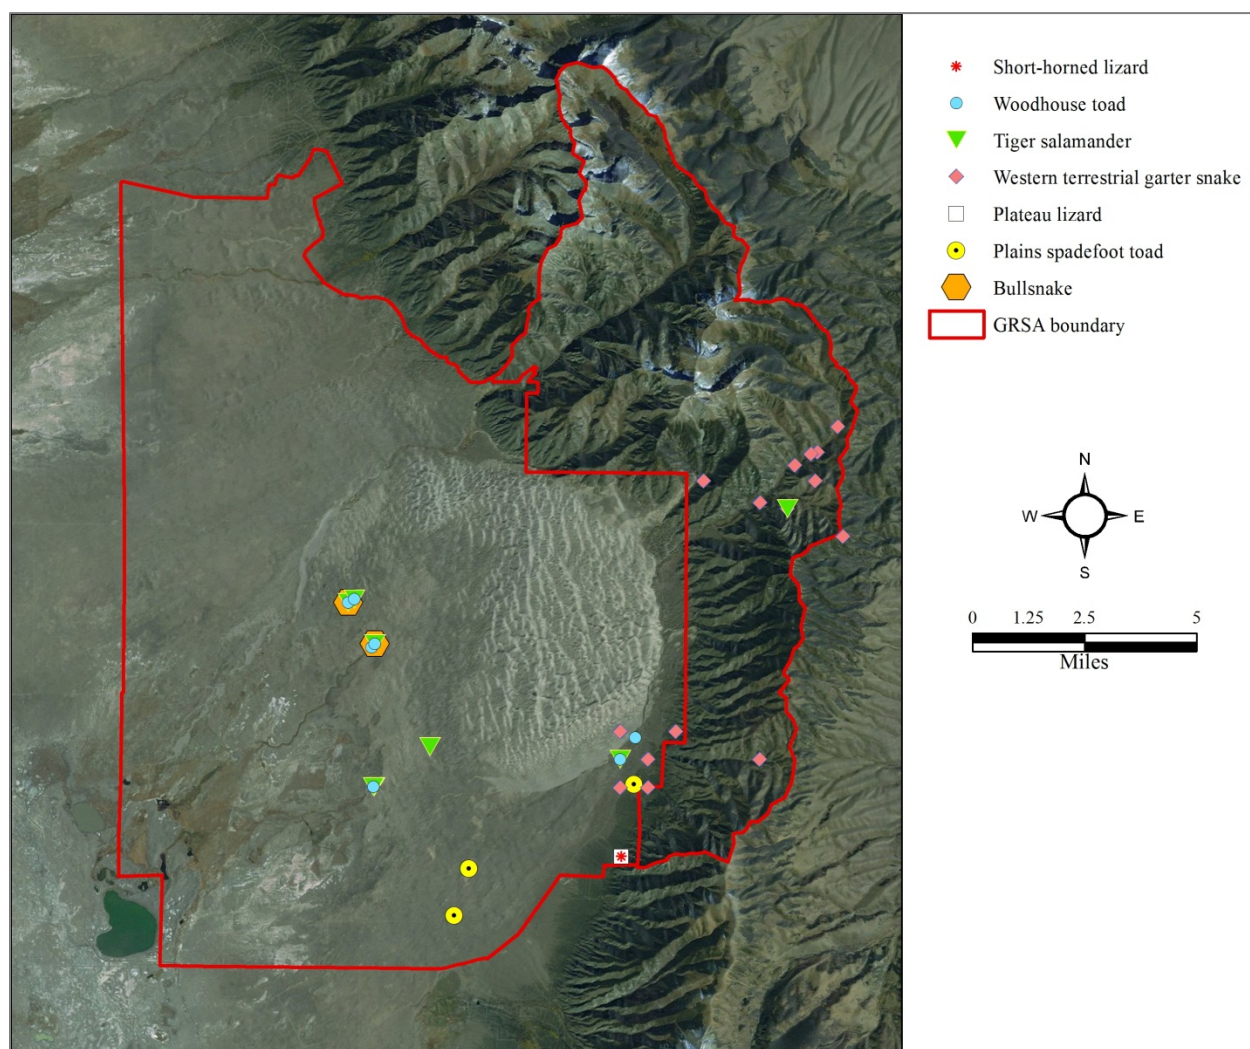 Short-horned lizard
Woodhouse toad
Tiger salamander
Western terrestrial garter snake
Plateau lizard
Plains spadefoot toad
Bullsnake
GRSA boundary
N
W E
S
0 1.25 2.5 5
Miles